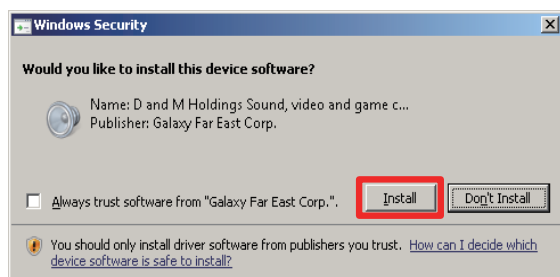 Windows Security
Would you like to install this device software?
Name: D and M Holdings Sound, video and game c...
Publisher: Galaxy Far East Corp.
Always trust software from "Galaxy Far East Corp.".
Install
Don't Install
You should only install driver software from publishers you trust. How can I decide which
device software is safe to install?